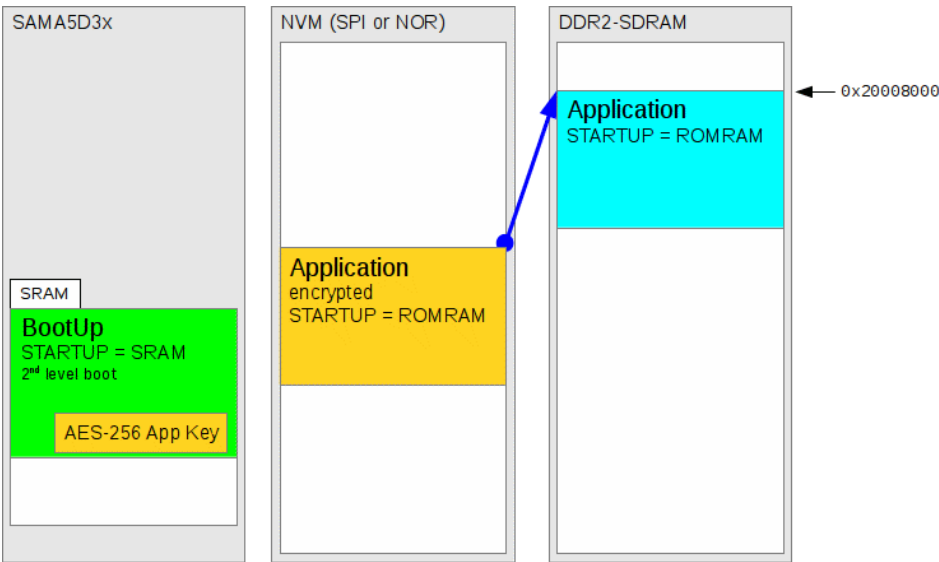 SAMA5D3x
SRAM
BootUp
STARTUP = SRAM
2nd level boot
AES-256 App Key
NVM (SPI or NOR)
Application
encrypted
STARTUP = ROMRAM
DDR2-SDRAM
Application
STARTUP = ROMRAM
0x20008000